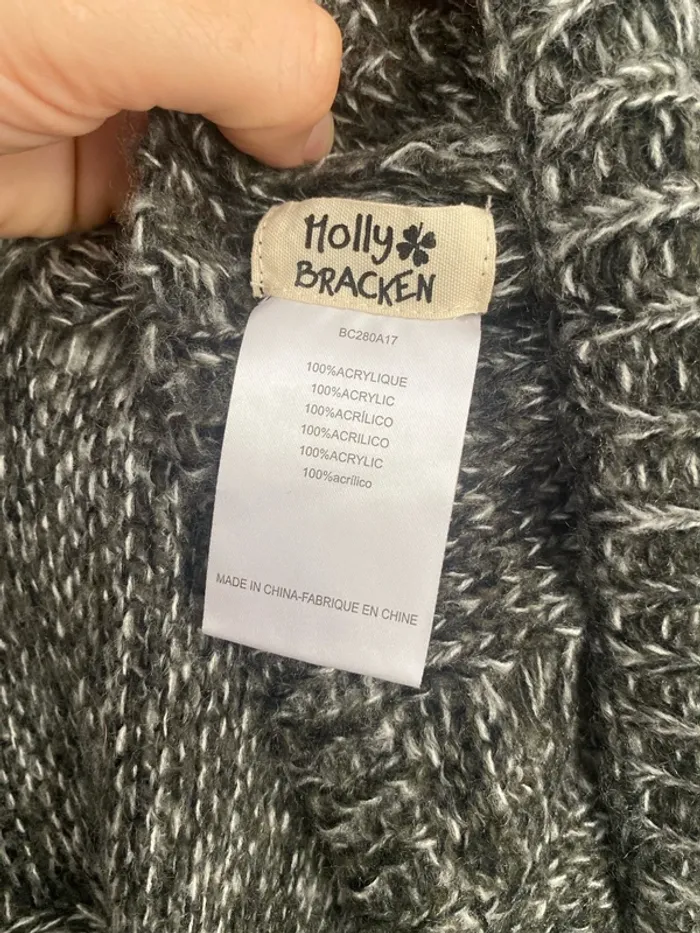 Holly
BRACKEN
BC280A17
100%ACRYLIQUE
100%ACRYLIC
100%ACRÍLICO
100%ACRILICO
100%ACRYLIC
100%acrílico
MADE IN CHINA-FABRIQUE EN CHINE